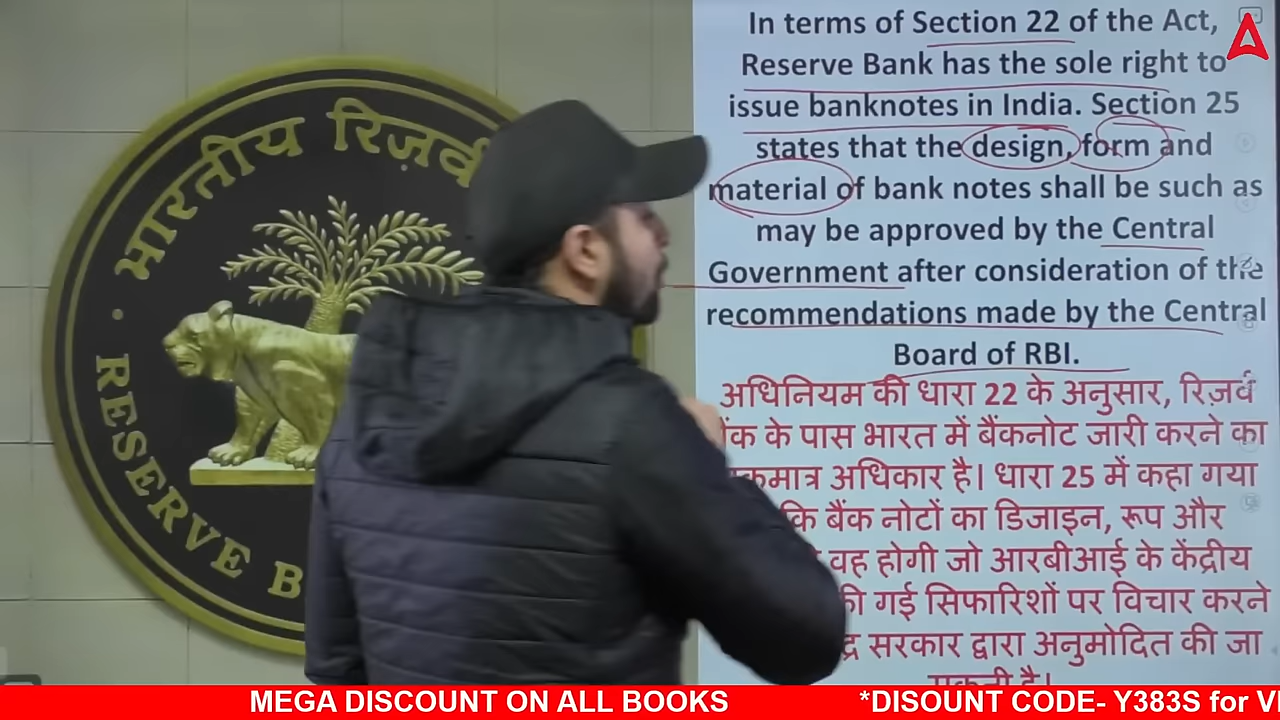 भारतीय रिज़र्व
RESERVE B
In terms of Section 22 of the Act,
Reserve Bank has the sole right to
issue banknotes in India. Section 25
states that the design, form and
material of bank notes shall be such as
may be approved by the Central
Government after consideration of the
recommendations made by the Central
Board of RBI.
अधिनियम की धारा 22 के अनुसार, रिज़र्व
के पास भारत में बैंकनोट जारी करने का
अधिकार है। धारा 25 में कहा गया
कि बैंक नोटों का डिजाइन, रूप और
वह होगी जो आरबीआई के केंद्रीय
गई सिफारिशों पर विचार करने
सरकार द्वारा अनुमोदित की जा
MEGA DISCOUNT ON ALL BOOKS
*DISOUNT CODE- Y383S for